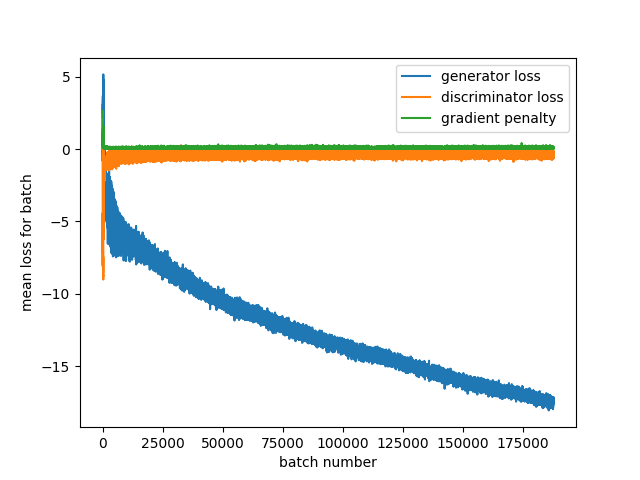 generator loss
discriminator loss
gradient penalty
5
0
−5
−10
−15
mean loss for batch
0 25000 50000 75000 100000 125000 150000 175000
batch number